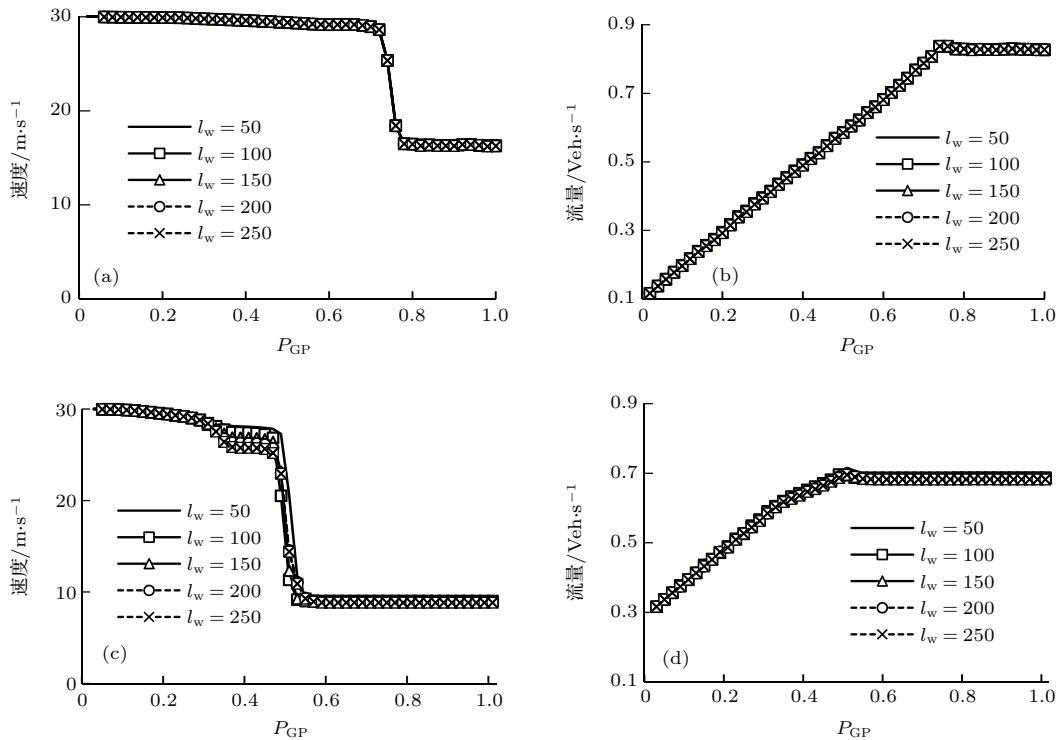 30
20
10
0
速度/m·s⁻¹
l_w = 50
l_w = 100
l_w = 150
l_w = 200
l_w = 250
(a)
0 0.2 0.4 0.6 0.8 1.0
P_GP
0.9
0.7
0.5
0.3
0.1
流量/Veh·s⁻¹
l_w = 50
l_w = 100
l_w = 150
l_w = 200
l_w = 250
(b)
0 0.2 0.4 0.6 0.8 1.0
P_GP
30
20
10
0
速度/m·s⁻¹
l_w = 50
l_w = 100
l_w = 150
l_w = 200
l_w = 250
(c)
0 0.2 0.4 0.6 0.8 1.0
P_GP
0.9
0.7
0.5
0.3
0.1
流量/Veh·s⁻¹
l_w = 50
l_w = 100
l_w = 150
l_w = 200
l_w = 250
(d)
0 0.2 0.4 0.6 0.8 1.0
P_GP